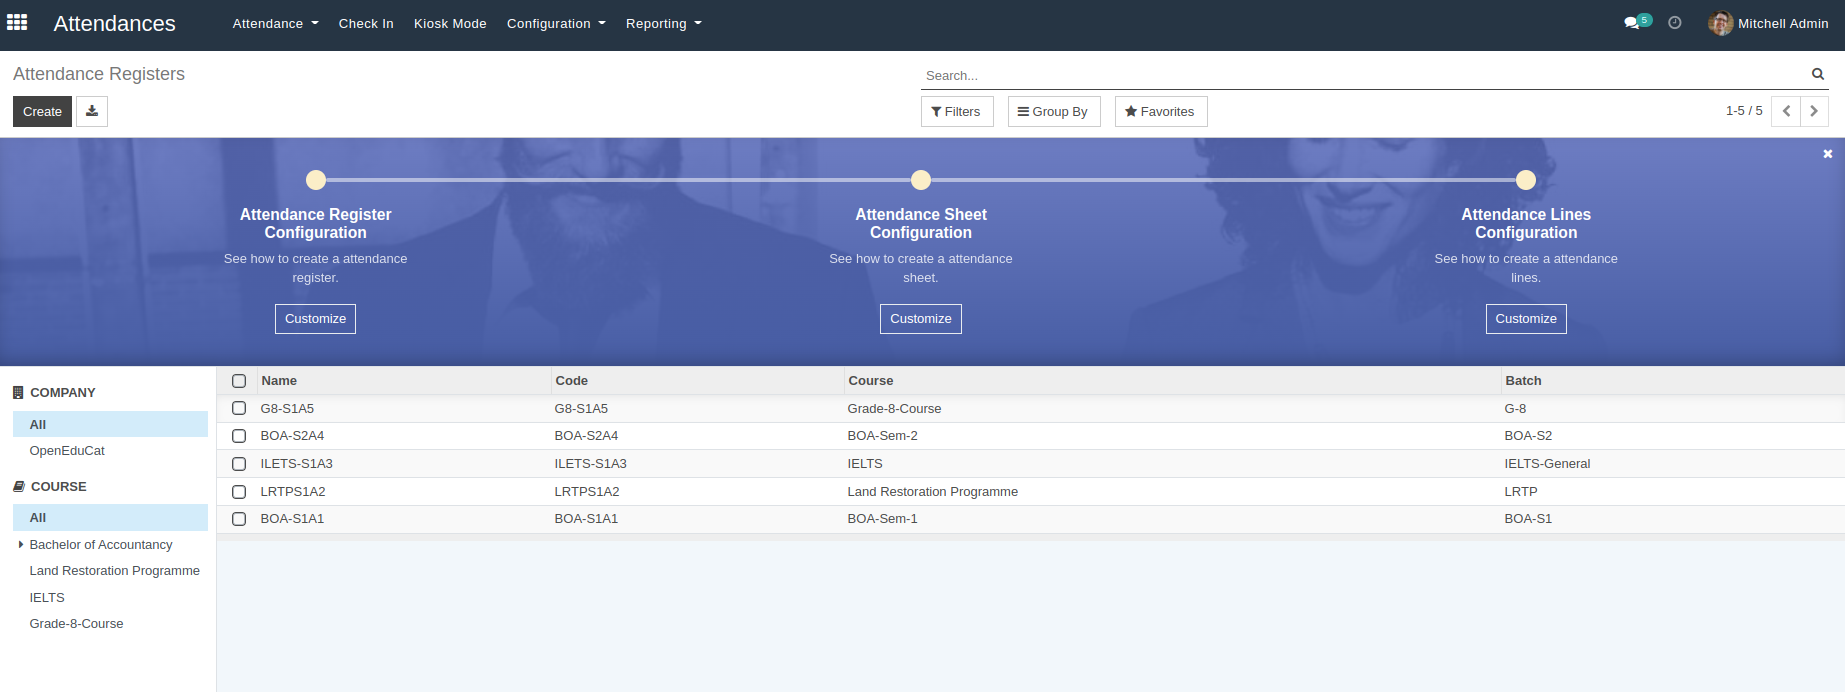 Attendances Attendance Check In Kiosk Mode Configuration Reporting 5 Mitchell Admin
Attendance Registers Search...
Create Filters Group By Favorites 1-5 / 5
Attendance Register
Configuration
See how to create a attendance
register.
Customize
Attendance Sheet
Configuration
See how to create a attendance
sheet.
Customize
Attendance Lines
Configuration
See how to create a attendance
lines.
Customize
COMPANY
All
OpenEduCat
COURSE
All
Bachelor of Accountancy
Land Restoration Programme
IELTS
Grade-8-Course
Name Code Course Batch
G8-S1A5 G8-S1A5 Grade-8-Course G-8
BOA-S2A4 BOA-S2A4 BOA-Sem-2 BOA-S2
ILETS-S1A3 ILETS-S1A3 IELTS IELTS-General
LRTPS1A2 LRTPS1A2 Land Restoration Programme LRTP
BOA-S1A1 BOA-S1A1 BOA-Sem-1 BOA-S1